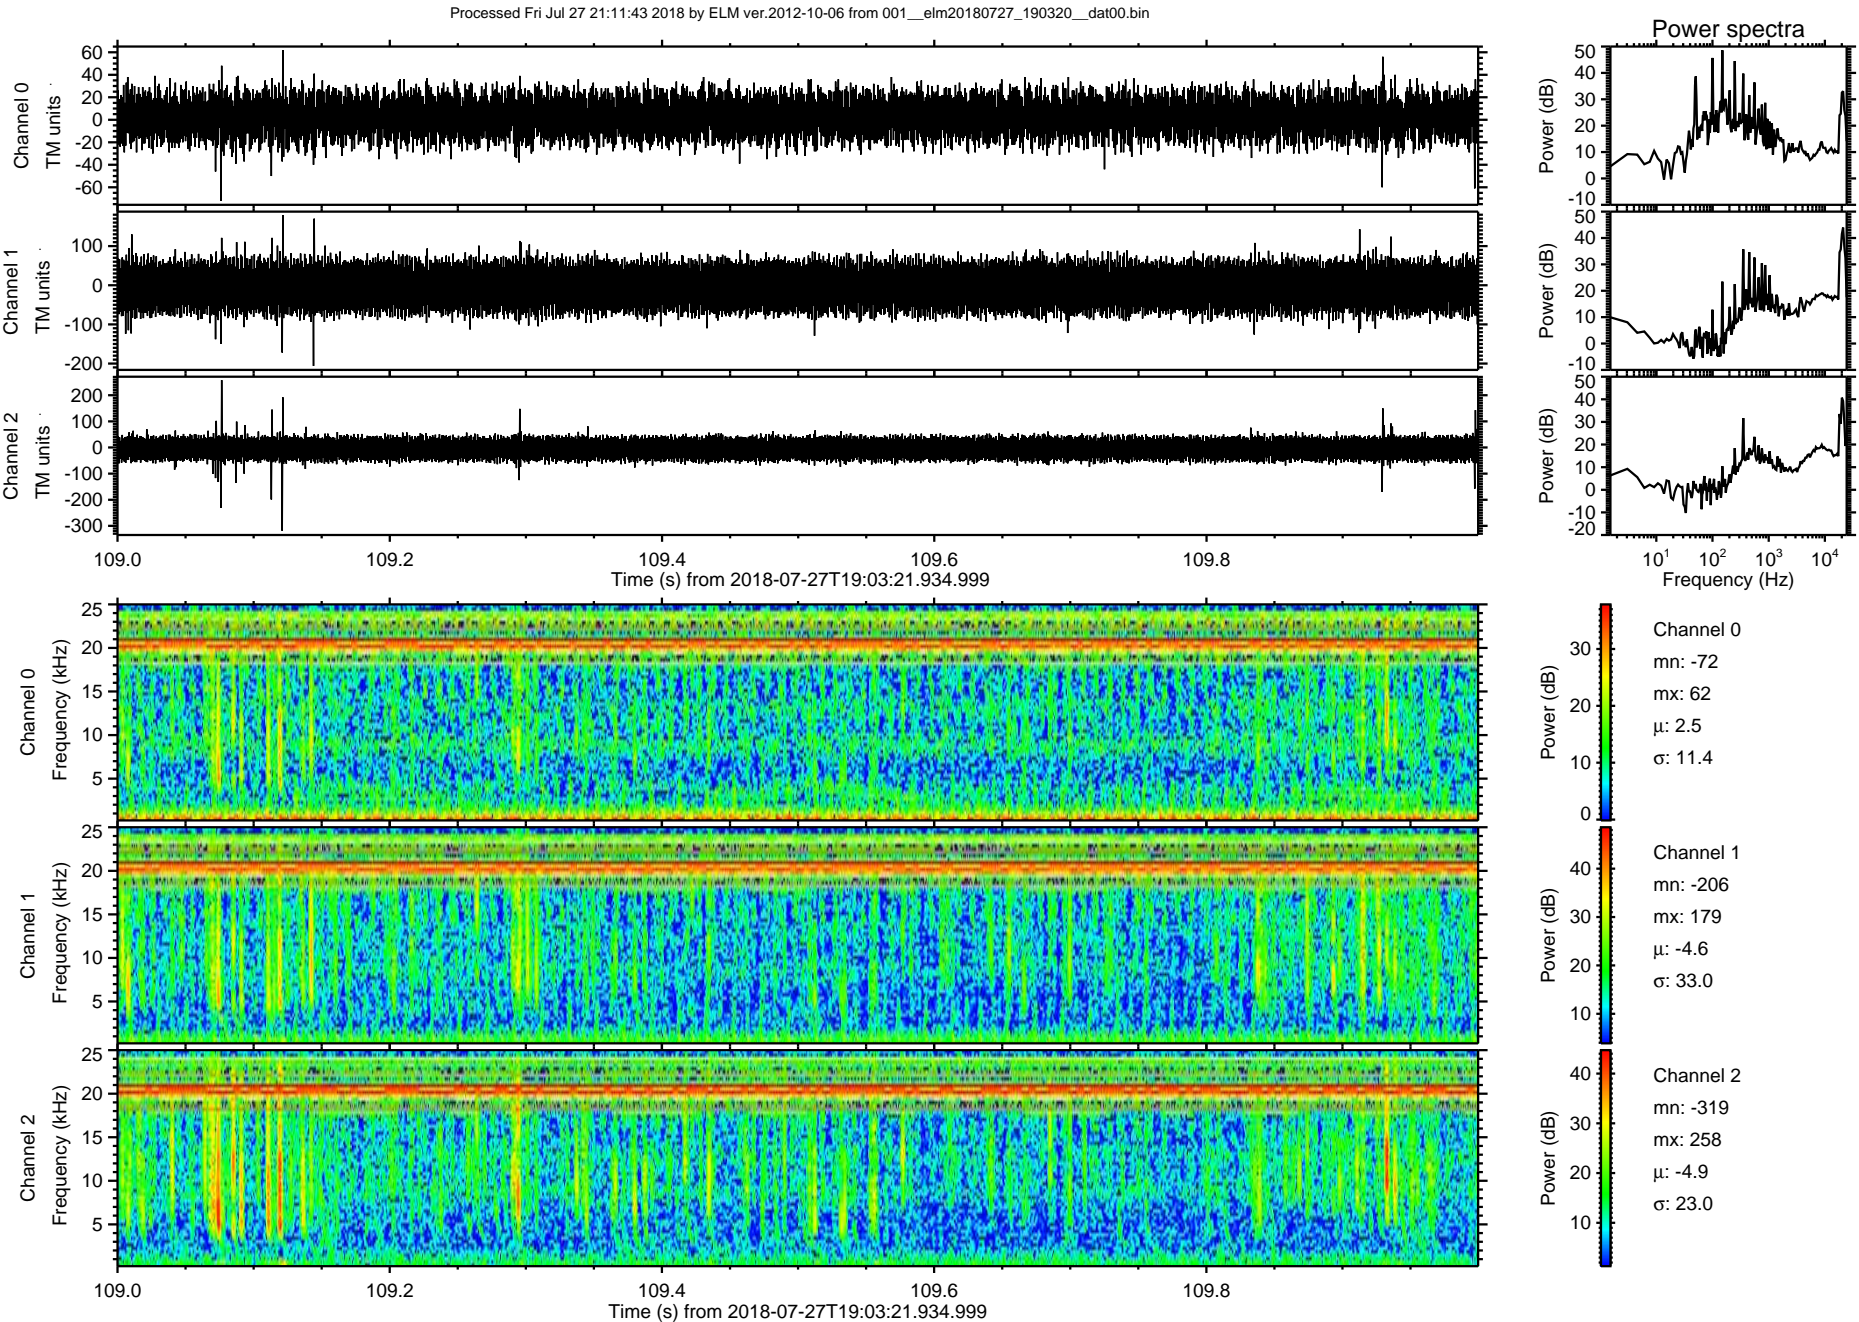 Processed Fri Jul 27 21:11:43 2018 by ELM ver.2012-10-06 from 001__elm20180727_190320__dat00.bin
Power spectra
Channel 0
TM units
60
40
20
0
-20
-40
-60
Power (dB)
50
40
30
20
10
0
-10
Channel 1
TM units
100
0
-100
-200
Power (dB)
50
40
30
20
10
0
-10
Channel 2
TM units
200
100
0
-100
-200
-300
Power (dB)
50
40
30
20
10
0
-10
-20
109.0 109.2 109.4 109.6 109.8
Time (s) from 2018-07-27T19:03:21.934.999
10^1 10^2 10^3 10^4
Frequency (Hz)
Channel 0
Frequency (kHz)
25
20
15
10
5
Power (dB)
30
20
10
0
Channel 0
mn: -72
mx: 62
μ: 2.5
σ: 11.4
Channel 1
Frequency (kHz)
25
20
15
10
5
Power (dB)
40
30
20
10
Channel 1
mn: -206
mx: 179
μ: -4.6
σ: 33.0
Channel 2
Frequency (kHz)
25
20
15
10
5
Power (dB)
40
30
20
10
Channel 2
mn: -319
mx: 258
μ: -4.9
σ: 23.0
109.0 109.2 109.4 109.6 109.8
Time (s) from 2018-07-27T19:03:21.934.999